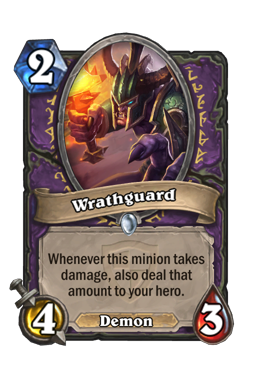 2
Wrathguard
Whenever this minion takes
damage, also deal that
amount to your hero.
4
Demon
3